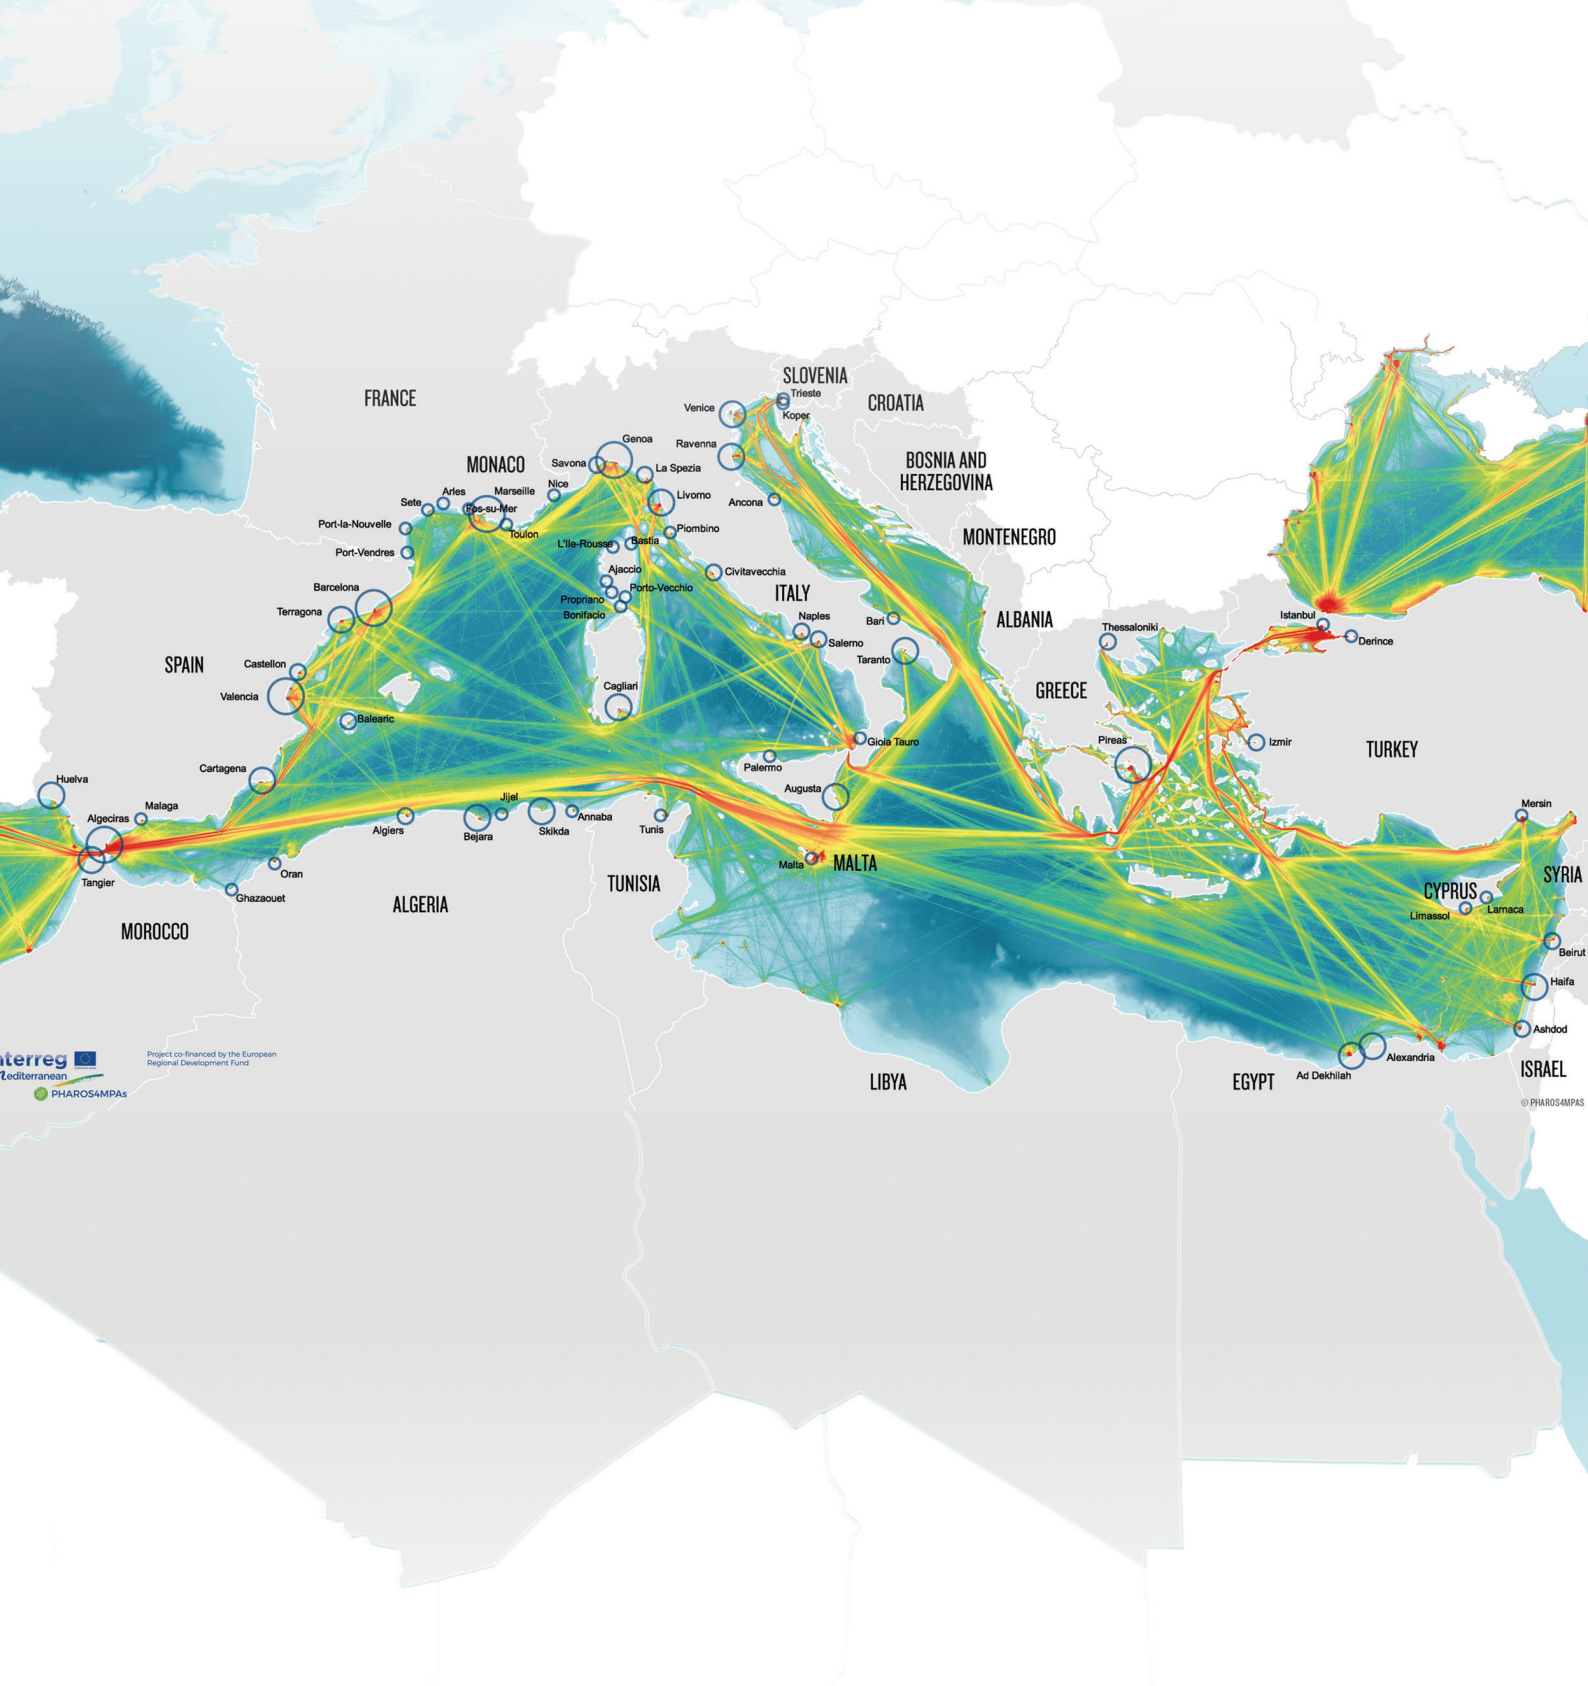 SLOVENIA
Trieste
Koper
CROATIA
Venice
FRANCE
Genoa
Ravenna
MONACO
Savona
La Spezia
BOSNIA AND
HERZEGOVINA
Nice
Arles
Marseille
Sete
Fos-su-Mer
Livorno
Ancona
Port-la-Nouvelle
Toulon
Piombino
L'Ile-Rousse
Bastia
MONTENEGRO
Port-Vendres
Ajaccio
Civitavecchia
Barcelona
Porto-Vecchio
Propriano
ITALY
Terragona
Bonifacio
Naples
Bari
ALBANIA
Istanbul
Thessaloniki
Derince
Salerno
Taranto
SPAIN
Castellon
Cagliari
Valencia
GREECE
Balearic
Gioia Tauro
Pireas
Izmir
TURKEY
Cartagena
Palermo
Huelva
Augusta
Malaga
Jijel
Mersin
Algeciras
Algiers
Bejara
Skikda
Annaba
Tunis
Malta
MALTA
Oran
Tangier
TUNISIA
SYRIA
CYPRUS
Ghazaouet
ALGERIA
Limassol
Larnaca
MOROCCO
Beirut
Haifa
Ashdod
nterreg
Mediterranean
PHAROS4MPAs
Project co-financed by the European
Regional Development Fund
Alexandria
Ad Dekhilah
LIBYA
EGYPT
ISRAEL
© PHAROS4MPAS